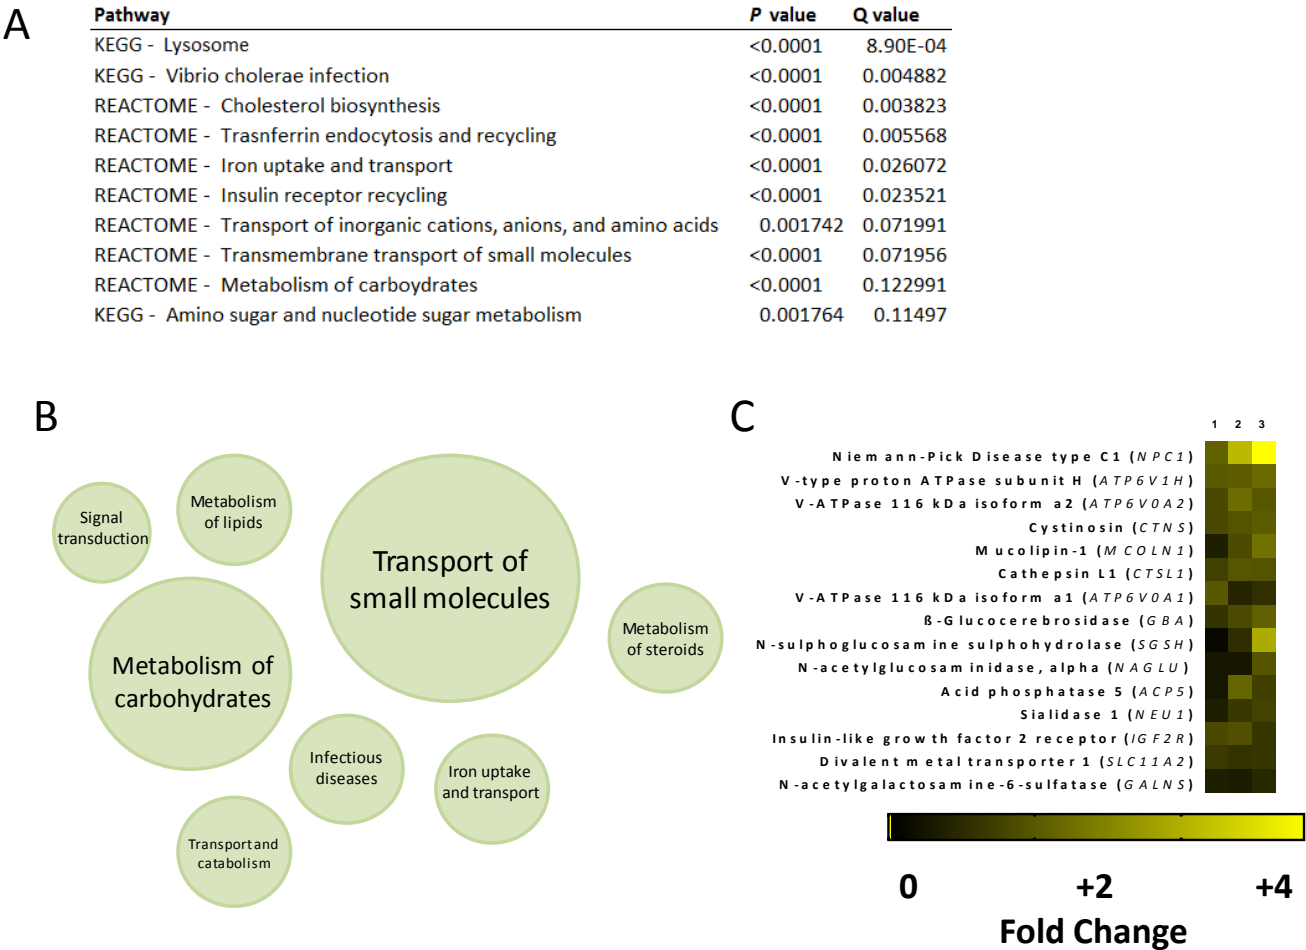 A
Pathway P value Q value
KEGG - Lysosome <0.0001 8.90E-04
KEGG - Vibrio cholerae infection <0.0001 0.004882
REACTOME - Cholesterol biosynthesis <0.0001 0.003823
REACTOME - Trasnferrin endocytosis and recycling <0.0001 0.005568
REACTOME - Iron uptake and transport <0.0001 0.026072
REACTOME - Insulin receptor recycling <0.0001 0.023521
REACTOME - Transport of inorganic cations, anions, and amino acids 0.001742 0.071991
REACTOME - Transmembrane transport of small molecules <0.0001 0.071956
REACTOME - Metabolism of carboydrates <0.0001 0.122991
KEGG - Amino sugar and nucleotide sugar metabolism 0.001764 0.11497
B
Signal
transduction
Metabolism
of lipids
Transport of
small molecules
Metabolism
of steroids
Metabolism of
carbohydrates
Infectious
diseases
Iron uptake
and transport
Transport and
catabolism
C
1 2 3
Niemann-Pick Disease type C1 (NPC1)
V-type proton ATPase subunit H (ATP6V1H)
V-ATPase 116 kDa isoform a2 (ATP6V0A2)
Cystinosin (CTNS)
Mucolipin-1 (MCOLN1)
Cathepsin L1 (CTSL1)
V-ATPase 116 kDa isoform a1 (ATP6V0A1)
ß-Glucocerebrosidase (GBA)
N-sulphoglucosamine sulphohydrolase (SGSH)
N-acetylglucosaminidase, alpha (NAGLU)
Acid phosphatase 5 (ACP5)
Sialidase 1 (NEU1)
Insulin-like growth factor 2 receptor (IGF2R)
Divalent metal transporter 1 (SLC11A2)
N-acetylgalactosamine-6-sulfatase (GALNS)
0 +2 +4
Fold Change